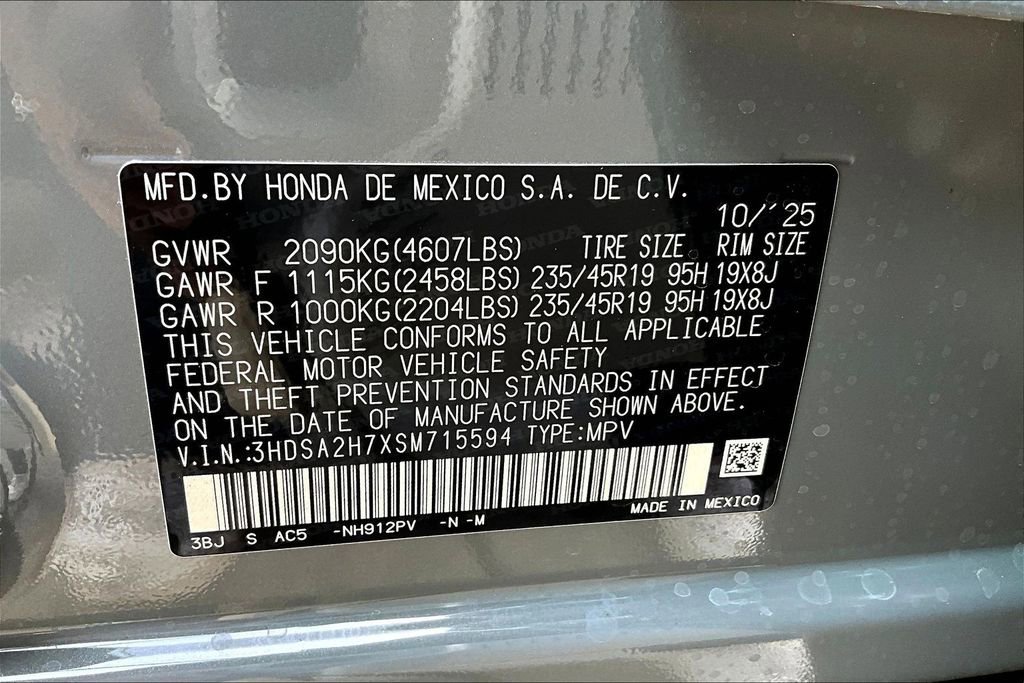 MFD.BY HONDA DE MEXICO S.A. DE C.V.
10/'25
GVWR 2090KG(4607LBS) TIRE SIZE RIM SIZE
GAWR F 1115KG(2458LBS) 235/45R19 95H 19X8J
GAWR R 1000KG(2204LBS) 235/45R19 95H 19X8J
THIS VEHICLE CONFORMS TO ALL APPLICABLE
FEDERAL MOTOR VEHICLE SAFETY
AND THEFT PREVENTION STANDARDS IN EFFECT
ON THE DATE OF MANUFACTURE SHOWN ABOVE.
V.I.N.:3HDSA2H7XSM715594 TYPE:MPV
MADE IN MEXICO
3BJ S AC5 -NH912PV -N -M